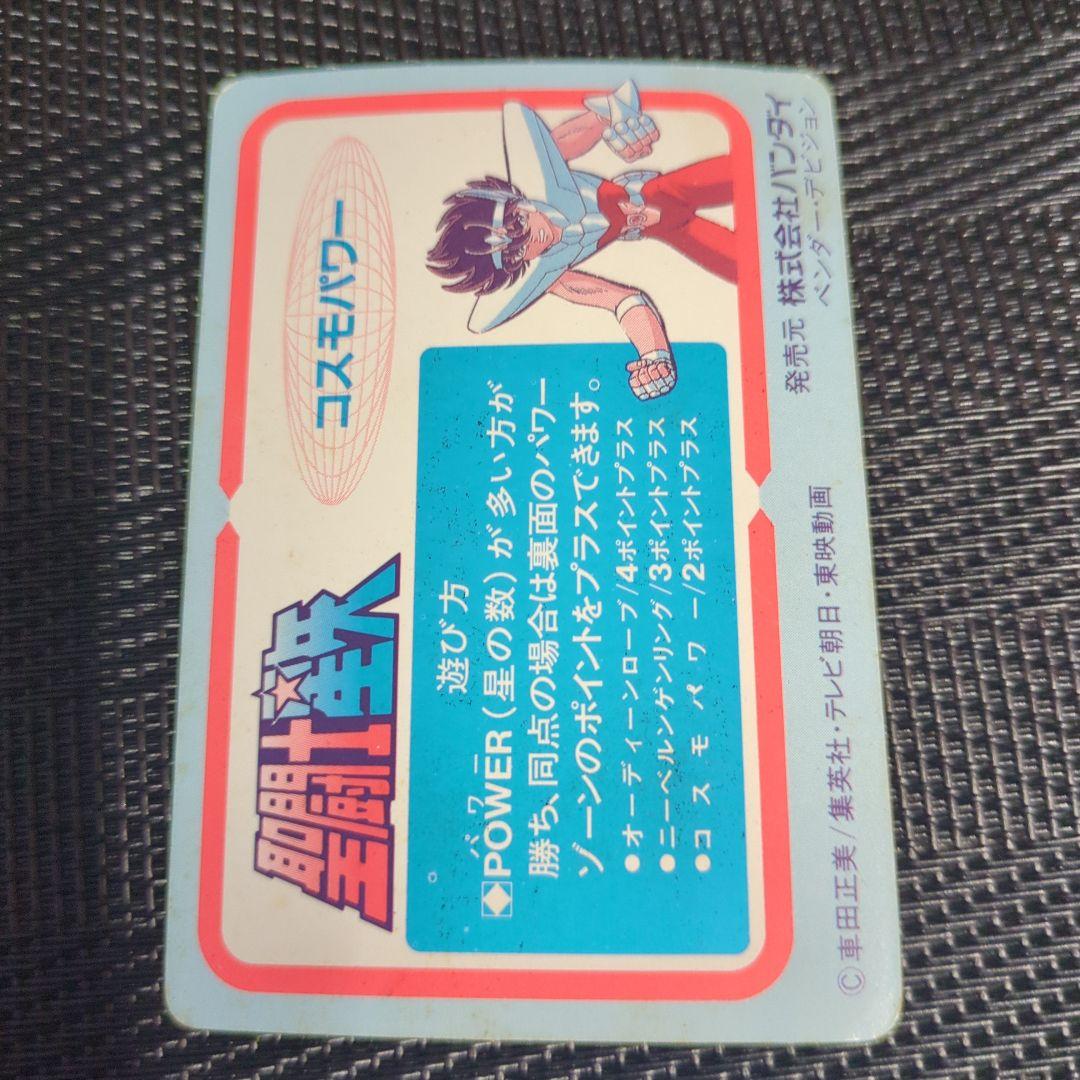 聖闘士星矢
コスモパワー
遊び方
パワー
◆POWER(星の数)が多い方が
勝ち、同点の場合は裏面のパワー
ゾーンのポイントをプラスできます。
●オーディーンローブ/4ポイントプラス
●ニーベルンゲンリング/3ポイントプラス
●コスモパワー/2ポイントプラス
©車田正美/集英社・テレビ朝日・東映動画
発売元 株式会社バンダイ
ベンダー・デビジョン